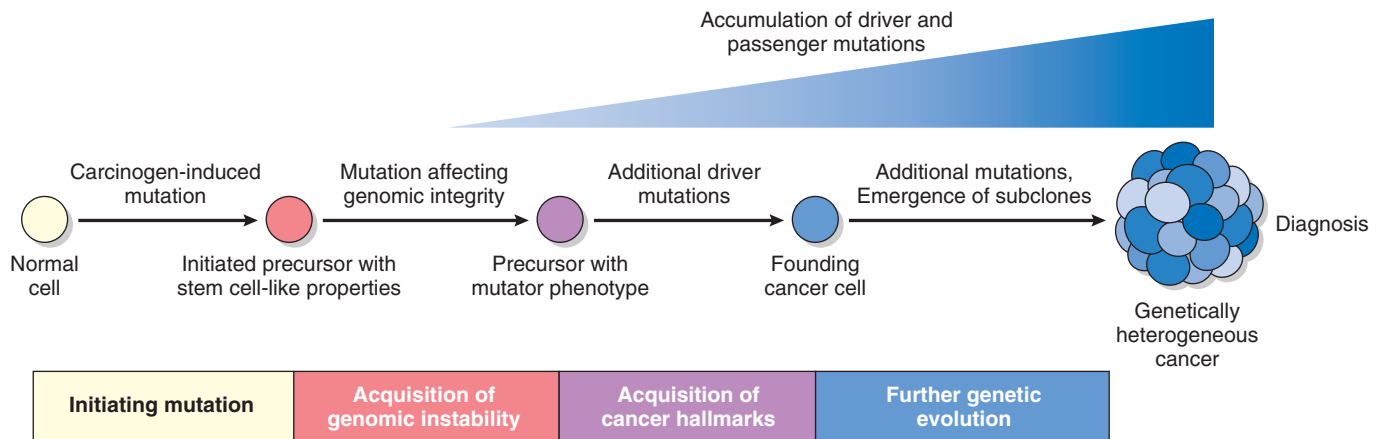 Accumulation of driver and
passenger mutations
Carcinogen-induced
mutation
Mutation affecting
genomic integrity
Additional driver
mutations
Additional mutations,
Emergence of subclones
Normal
cell
Initiated precursor with
stem cell-like properties
Precursor with
mutator phenotype
Founding
cancer cell
Diagnosis
Genetically
heterogeneous
cancer
Initiating mutation
Acquisition of
genomic instability
Acquisition of
cancer hallmarks
Further genetic
evolution